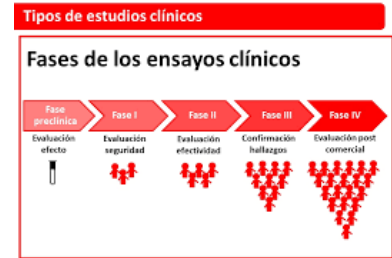 Tipos de estudios clínicos
Fases de los ensayos clínicos
Fase
preclínica
Fase I
Fase II
Fase III
Fase IV
Evaluación
efecto
Evaluación
seguridad
Evaluación
efectividad
Confirmación
hallazgos
Evaluación post
comercial